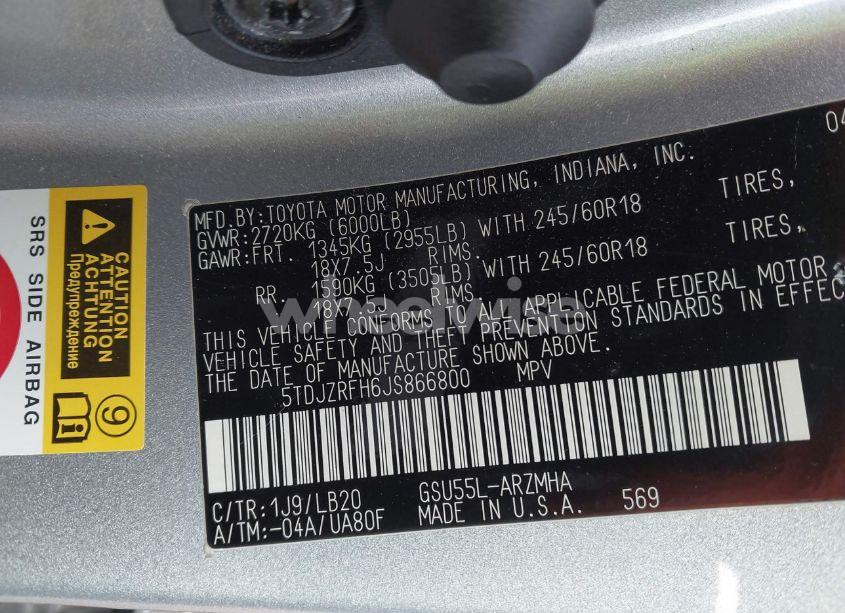 04
MFD.BY:TOYOTA MOTOR MANUFACTURING, INDIANA, INC.
GVWR:2720KG (6000LB)
GAWR:FRT. 1345KG (2955LB) WITH 245/60R18 TIRES,
18X7.5J RIMS.
RR. 1590KG (3505LB) WITH 245/60R18 TIRES,
18X7.5J RIMS.
THIS VEHICLE CONFORMS TO ALL APPLICABLE FEDERAL MOTOR
VEHICLE SAFETY AND THEFT PREVENTION STANDARDS IN EFFEC
THE DATE OF MANUFACTURE SHOWN ABOVE.
5TDJZRFH6JS866800 MPV
C/TR:1J9/LB20 GSU55L-ARZMHA
A/TM:-04A/UA80F MADE IN U.S.A. 569
CAUTION
ATTENTION
ACHTUNG
Предупреждение
SRS SIDE AIRBAG
9
i
wheelwise